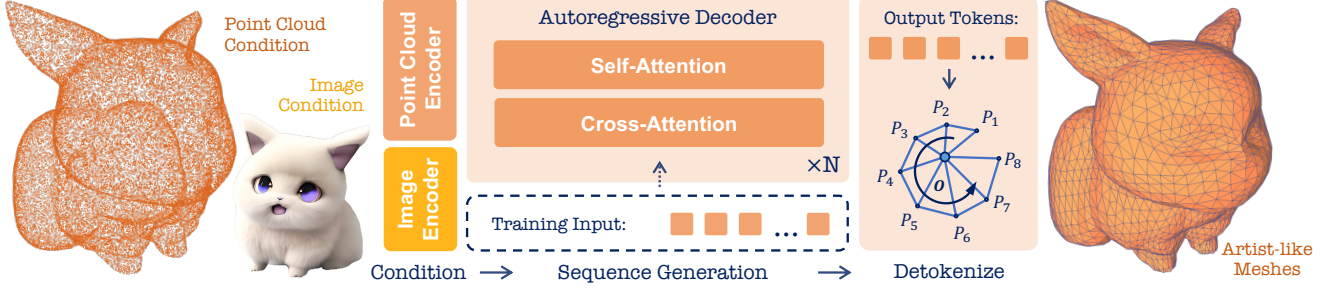 Point Cloud
Condition
Image
Condition
Point Cloud
Encoder
Image
Encoder
Autoregressive Decoder
Self-Attention
Cross-Attention
×N
Training Input:
...
Output Tokens:
...
P1
P2
P3
P4
P5
P6
P7
P8
O
Artist-like
Meshes
Condition
Sequence Generation
Detokenize